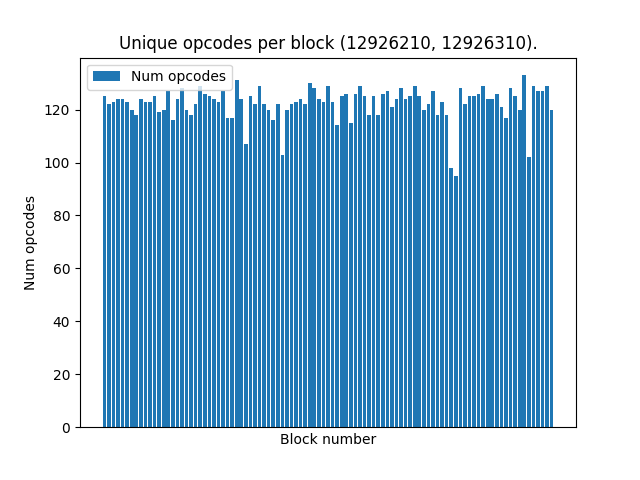 Unique opcodes per block (12926210, 12926310).
Num opcodes
120
100
80
60
40
20
0
Num opcodes
Block number